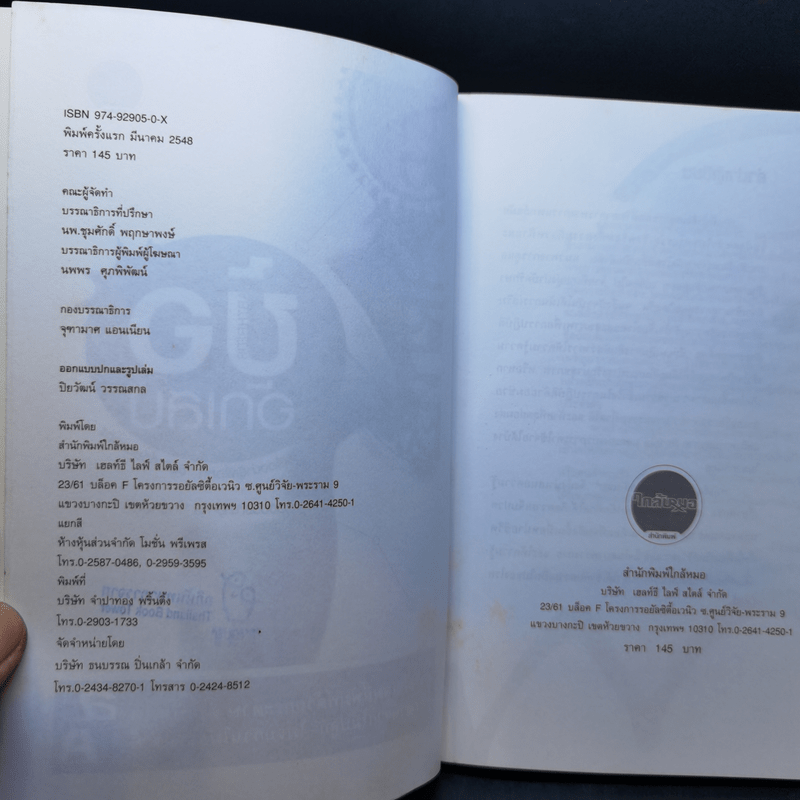 ISBN 974-92905-0-X
พิมพ์ครั้งแรก มีนาคม 2548
ราคา 145 บาท
คณะผู้จัดทำ
บรรณาธิการที่ปรึกษา
นพ.ชุมศักดิ์ พฤกษาพงษ์
บรรณาธิการผู้พิมพ์ผู้โฆษณา
นพพร ศุภพิพัฒน์
กองบรรณาธิการ
จุฑามาศ แอนเนียน
ออกแบบปกและรูปเล่ม
ปิยวัฒน์ วรรณสกล
พิมพ์โดย
สำนักพิมพ์ใกล้หมอ
บริษัท เฮลท์ธี ไลฟ์ สไตล์ จำกัด
23/61 บล็อค F โครงการรอยัลซิตี้อเวนิว ซ.ศูนย์วิจัย-พระราม 9
แขวงบางกะปิ เขตห้วยขวาง กรุงเทพฯ 10310 โทร.0-2641-4250-1
แยกสี
ห้างหุ้นส่วนจำกัด โมชั่น พรีเพรส
โทร.0-2587-0486, 0-2959-3595
พิมพ์ที่
บริษัท จำปาทอง พริ้นติ้ง
โทร.0-2903-1733
จัดจำหน่ายโดย
บริษัท ธนบรรณ ปิ่นเกล้า จำกัด
โทร.0-2434-8270-1 โทรสาร 0-2424-8512
ใกล้หมอ
สำนักพิมพ์
สำนักพิมพ์ใกล้หมอ
บริษัท เฮลท์ธี ไลฟ์ สไตล์ จำกัด
23/61 บล็อค F โครงการรอยัลซิตี้อเวนิว ซ.ศูนย์วิจัย-พระราม 9
แขวงบางกะปิ เขตห้วยขวาง กรุงเทพฯ 10310 โทร.0-2641-4250-1
ราคา 145 บาท